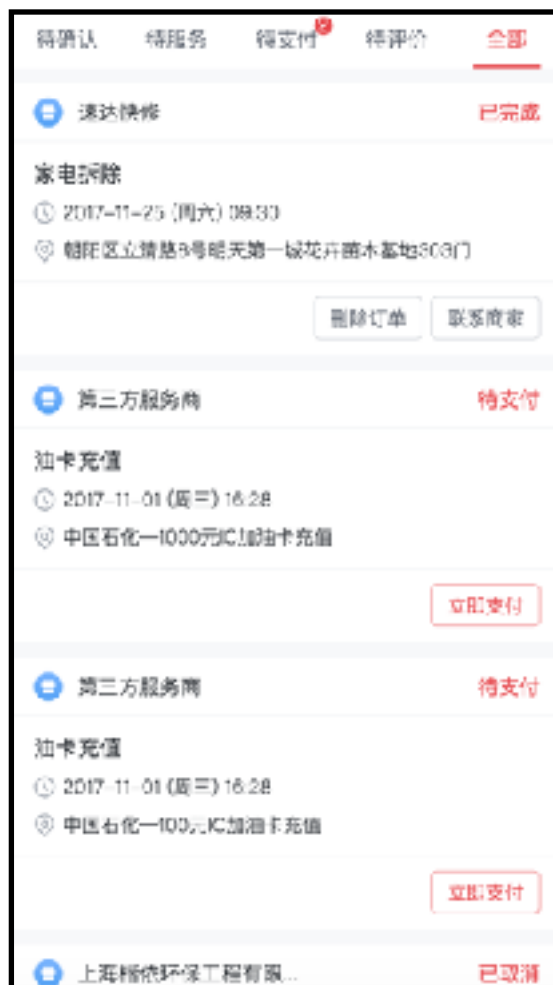 待确认 待服务 待支付 2 待评价 全部
速达快修 已完成
家电拆除
2017-11-25 (周六) 09:30
朝阳区立清路8号明天第一城花卉苗木基地303门
删除订单 联系商家
第三方服务商 待支付
油卡充值
2017-11-01 (周三) 16:28
中国石化一1000元IC加油卡充值
立即支付
第三方服务商 待支付
油卡充值
2017-11-01 (周三) 16:28
中国石化一100元IC加油卡充值
立即支付
上海 依环保工程有限... 已取消